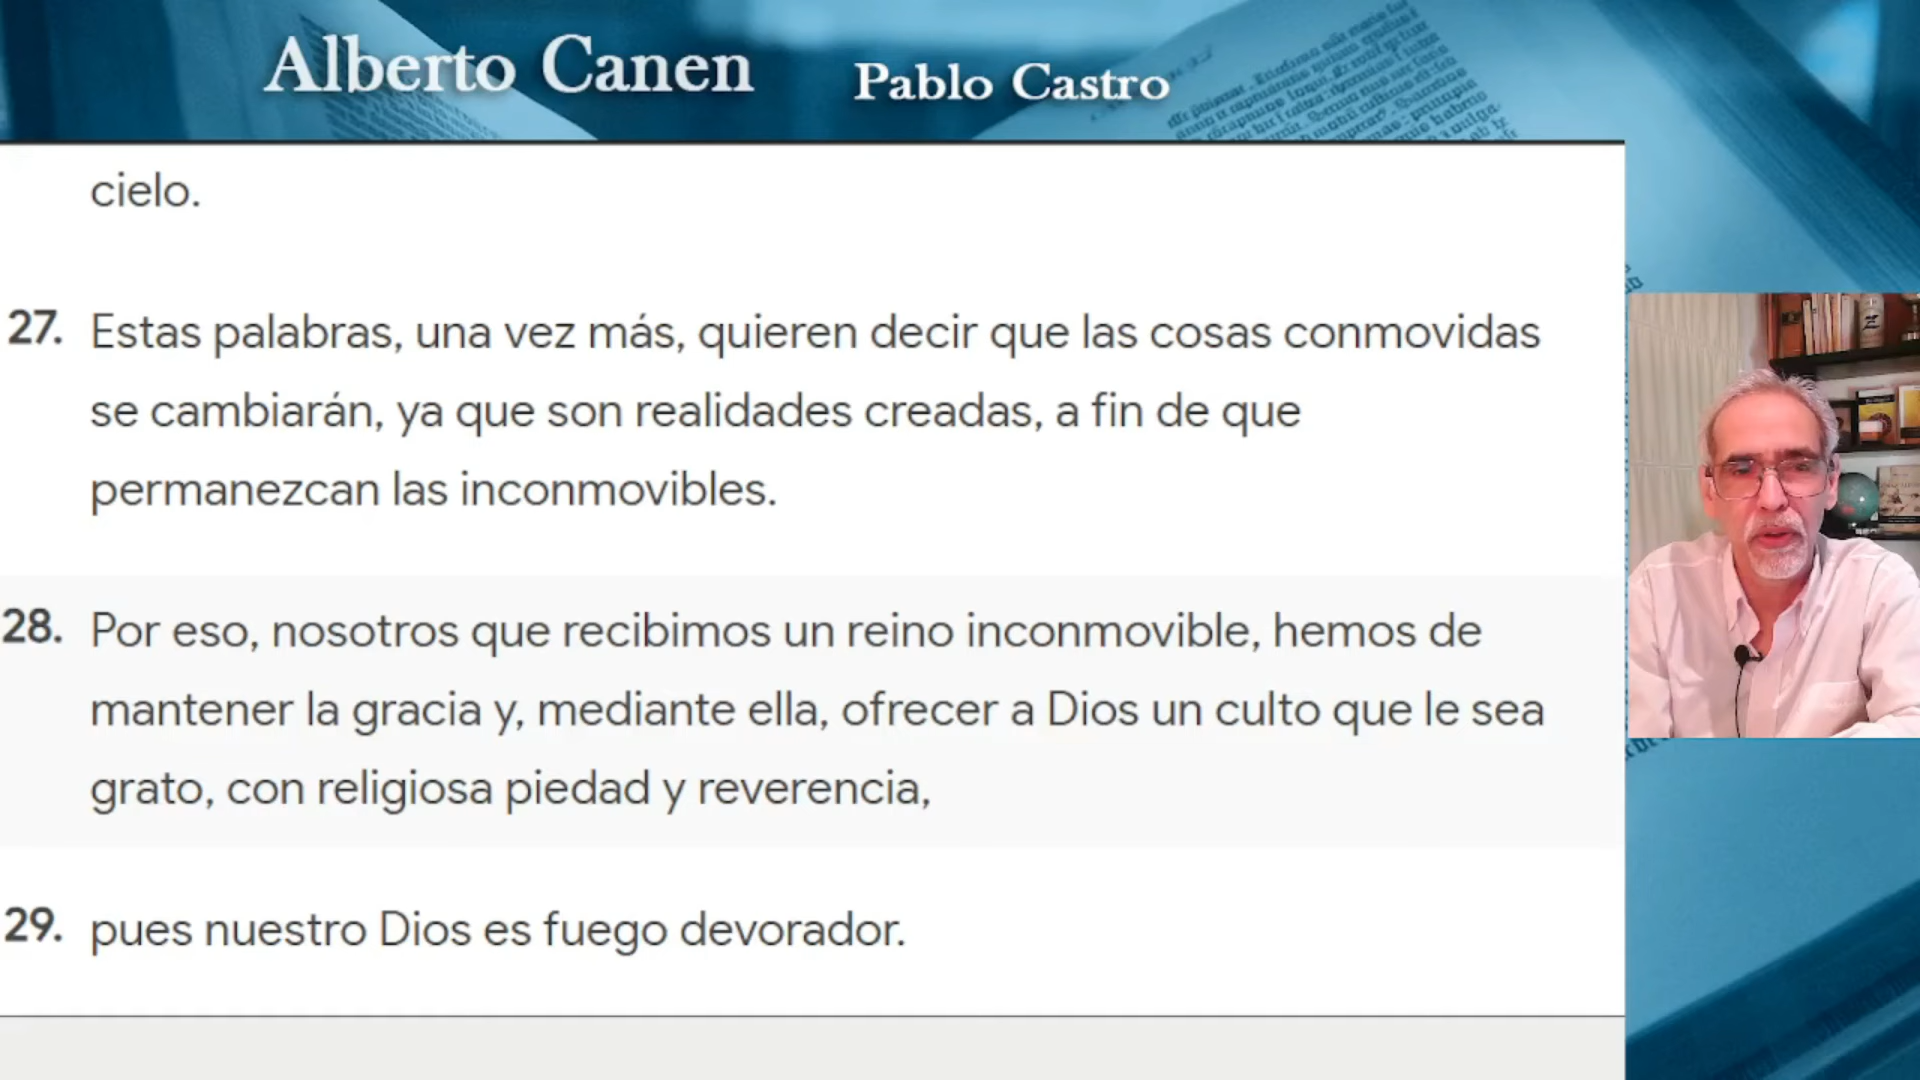 Alberto Canen Pablo Castro
cielo.
27. Estas palabras, una vez más, quieren decir que las cosas conmovidas
se cambiarán, ya que son realidades creadas, a fin de que
permanezcan las inconmovibles.
28. Por eso, nosotros que recibimos un reino inconmovible, hemos de
mantener la gracia y, mediante ella, ofrecer a Dios un culto que le sea
grato, con religiosa piedad y reverencia,
29. pues nuestro Dios es fuego devorador.